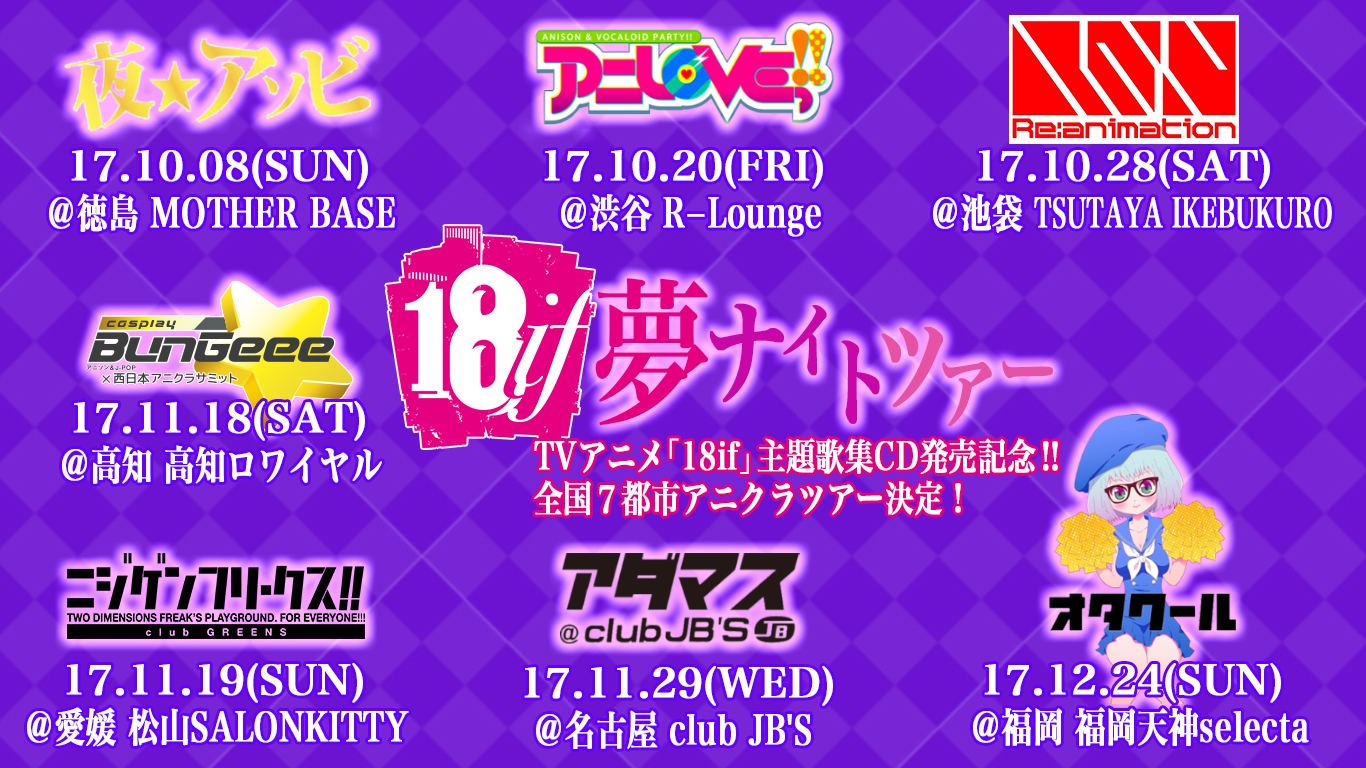 夜★アソビ
17.10.08(SUN)
@徳島 MOTHER BASE
ANISON & VOCALOID PARTY!!
アニLOVEっ!!
17.10.20(FRI)
@渋谷 R-Lounge
Re:animation
17.10.28(SAT)
@池袋 TSUTAYA IKEBUKURO
cosplay
BUNGeee
アニソン&J-POP
×西日本アニクラサミット
17.11.18(SAT)
@高知 高知ロワイヤル
18if
夢ナイトツアー
TVアニメ「18if」主題歌集CD発売記念!!
全国7都市アニクラツアー決定!
ニジゲンフリークス!!
TWO DIMENSIONS FREAK'S PLAYGROUND. FOR EVERYONE!!!
club GREENS
17.11.19(SUN)
@愛媛 松山SALONKITTY
アダマス
@clubJB'S JB
17.11.29(WED)
@名古屋 club JB'S
オタワール
17.12.24(SUN)
@福岡 福岡天神selecta